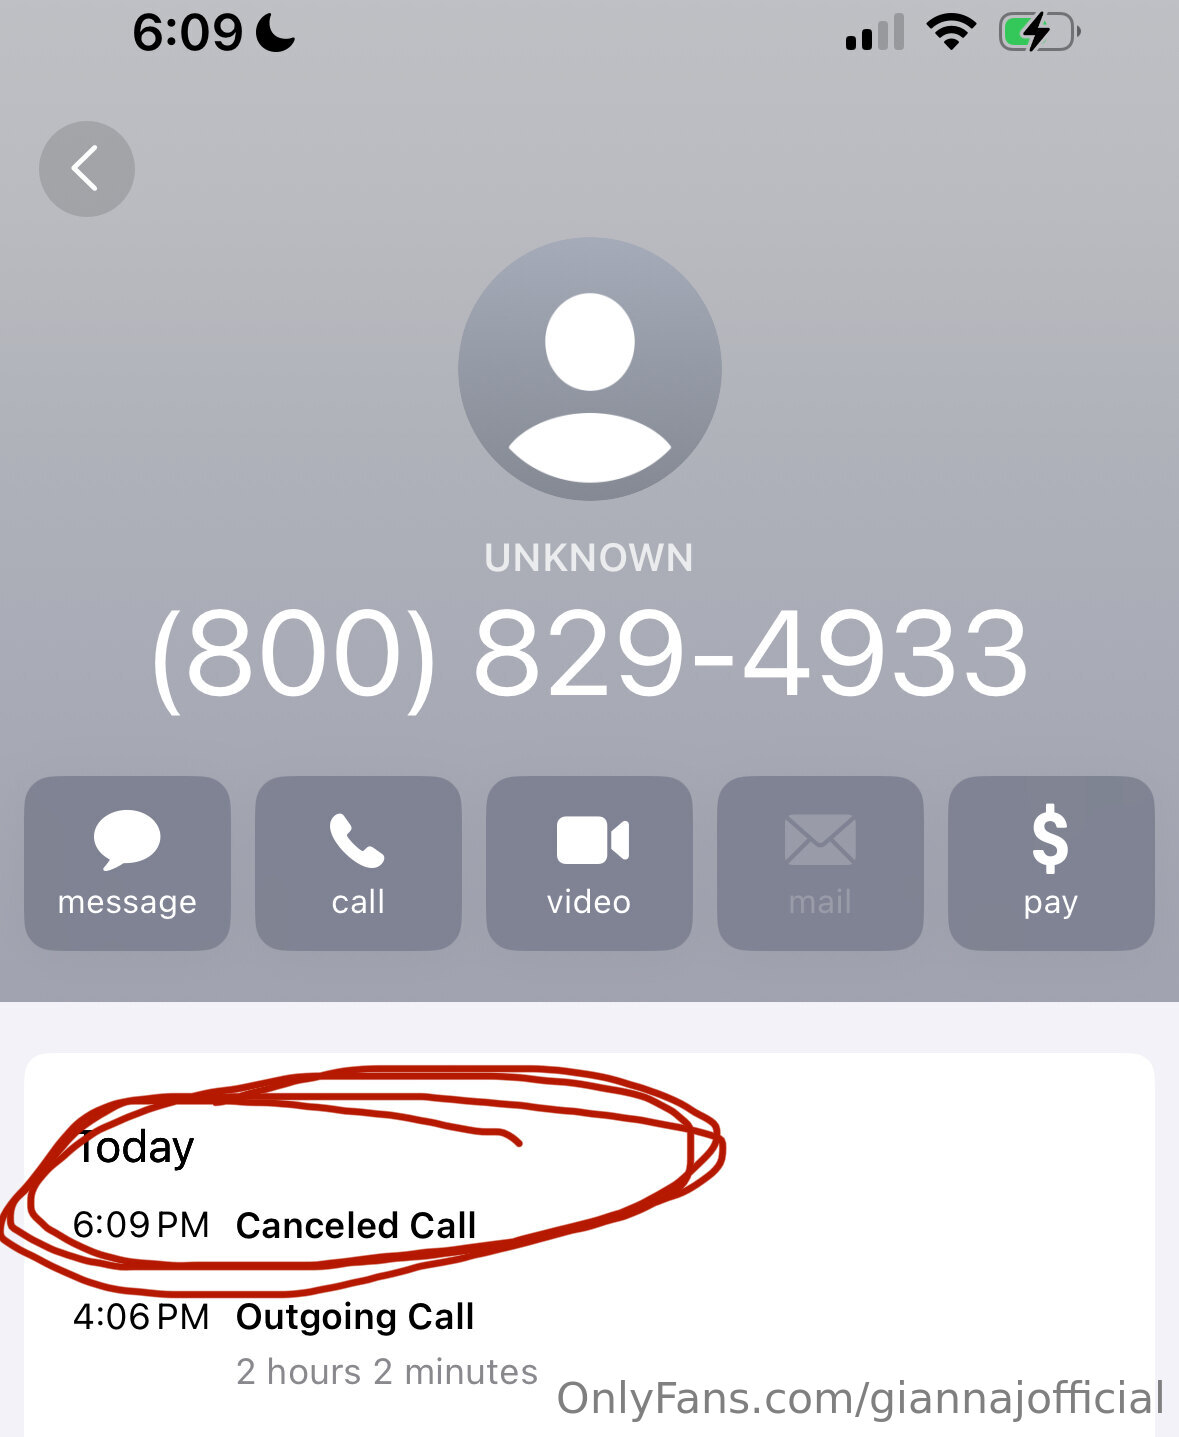 6:09
UNKNOWN
(800) 829-4933
message call video mail pay
Today
6:09 PM Canceled Call
4:06 PM Outgoing Call
2 hours 2 minutes
OnlyFans.com/giannajofficial